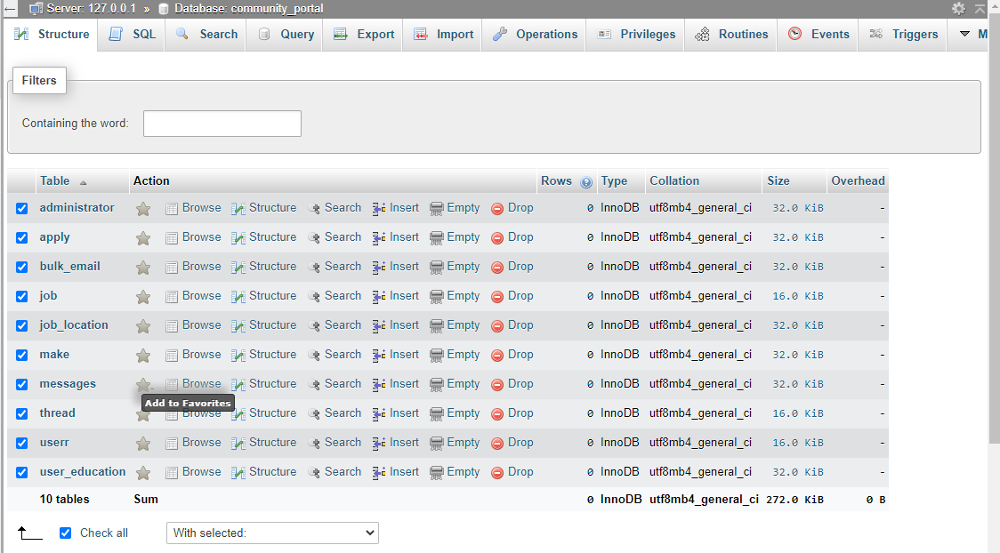 Server: 127.0.0.1 » Database: community_portal
Structure SQL Search Query Export Import Operations Privileges Routines Events Triggers M
Filters
Containing the word:
Table Action Rows Type Collation Size Overhead
administrator Browse Structure Search Insert Empty Drop 0 InnoDB utf8mb4_general_ci 32.0 KiB -
apply Browse Structure Search Insert Empty Drop 0 InnoDB utf8mb4_general_ci 32.0 KiB -
bulk_email Browse Structure Search Insert Empty Drop 0 InnoDB utf8mb4_general_ci 32.0 KiB -
job Browse Structure Search Insert Empty Drop 0 InnoDB utf8mb4_general_ci 16.0 KiB -
job_location Browse Structure Search Insert Empty Drop 0 InnoDB utf8mb4_general_ci 32.0 KiB -
make Browse Structure Search Insert Empty Drop 0 InnoDB utf8mb4_general_ci 32.0 KiB -
messages Browse Structure Search Insert Empty Drop 0 InnoDB utf8mb4_general_ci 32.0 KiB -
Add to Favorites
thread Browse Structure Search Insert Empty Drop 0 InnoDB utf8mb4_general_ci 16.0 KiB -
userr Browse Structure Search Insert Empty Drop 0 InnoDB utf8mb4_general_ci 16.0 KiB -
user_education Browse Structure Search Insert Empty Drop 0 InnoDB utf8mb4_general_ci 32.0 KiB -
10 tables Sum 0 InnoDB utf8mb4_general_ci 272.0 KiB 0 B
Check all With selected: